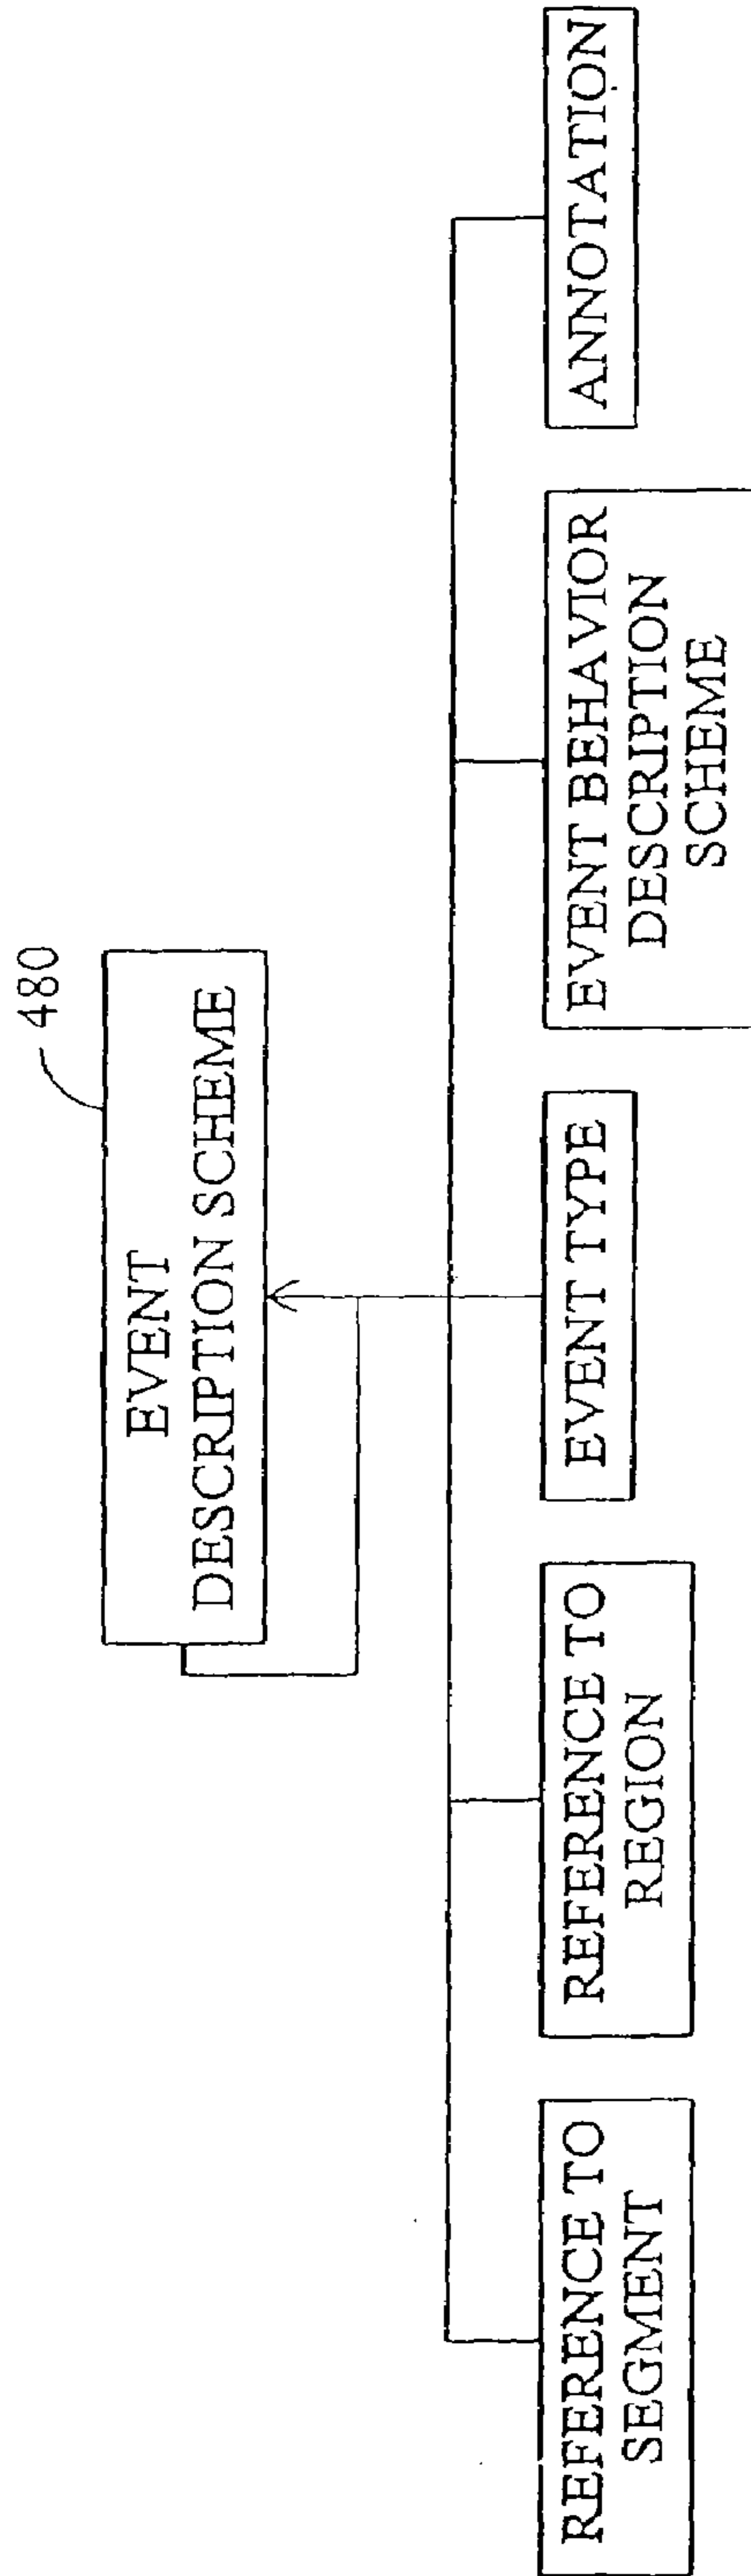 480
EVENT
DESCRIPTION SCHEME
REFERENCE TO
SEGMENT
REFERENCE TO
REGION
EVENT TYPE
EVENT BEHAVIOR
DESCRIPTION
SCHEME
ANNOTATION